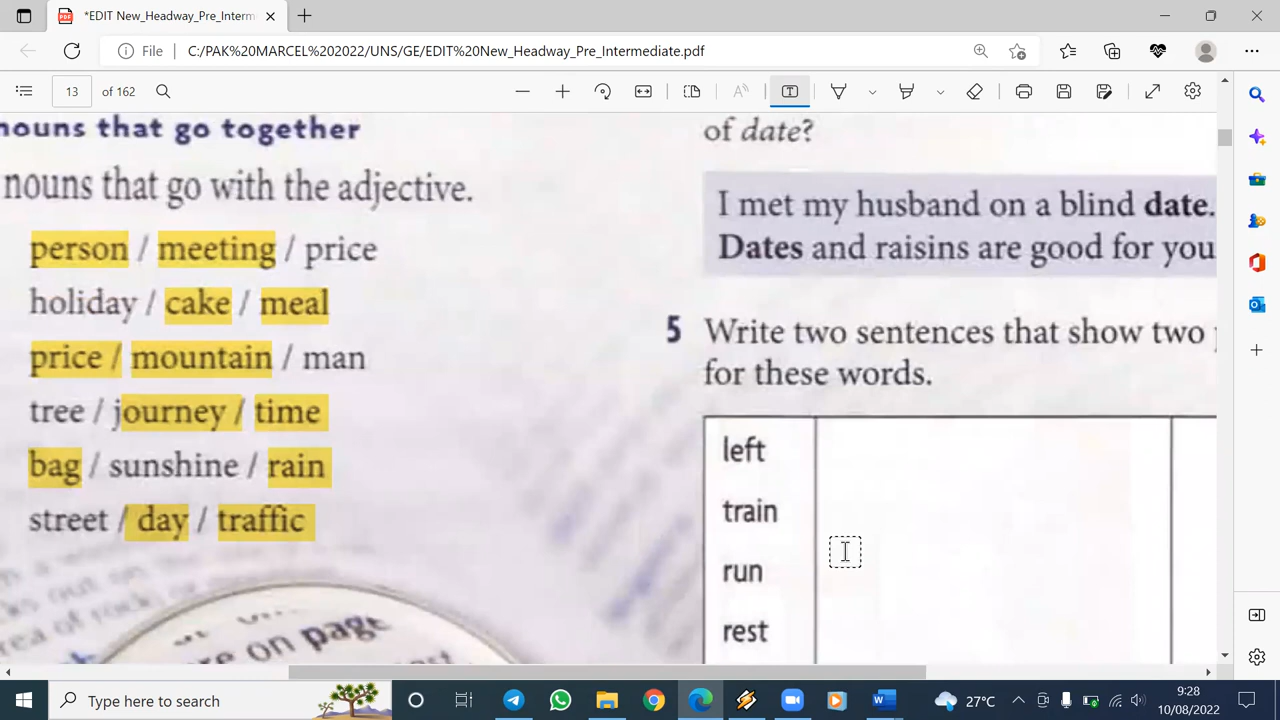 *EDIT New_Headway_Pre_Interm
File
C:/PAK%20MARCEL%202022/UNS/GE/EDIT%20New_Headway_Pre_Intermediate.pdf
13
of 162
nouns that go together
nouns that go with the adjective.
person / meeting / price
holiday / cake / meal
price / mountain / man
tree / journey / time
bag / sunshine / rain
street / day / traffic
re on page
of date?
I met my husband on a blind date.
Dates and raisins are good for you
5 Write two sentences that show two
for these words.
left
train
run
rest
Type here to search
27°C
9:28
10/08/2022